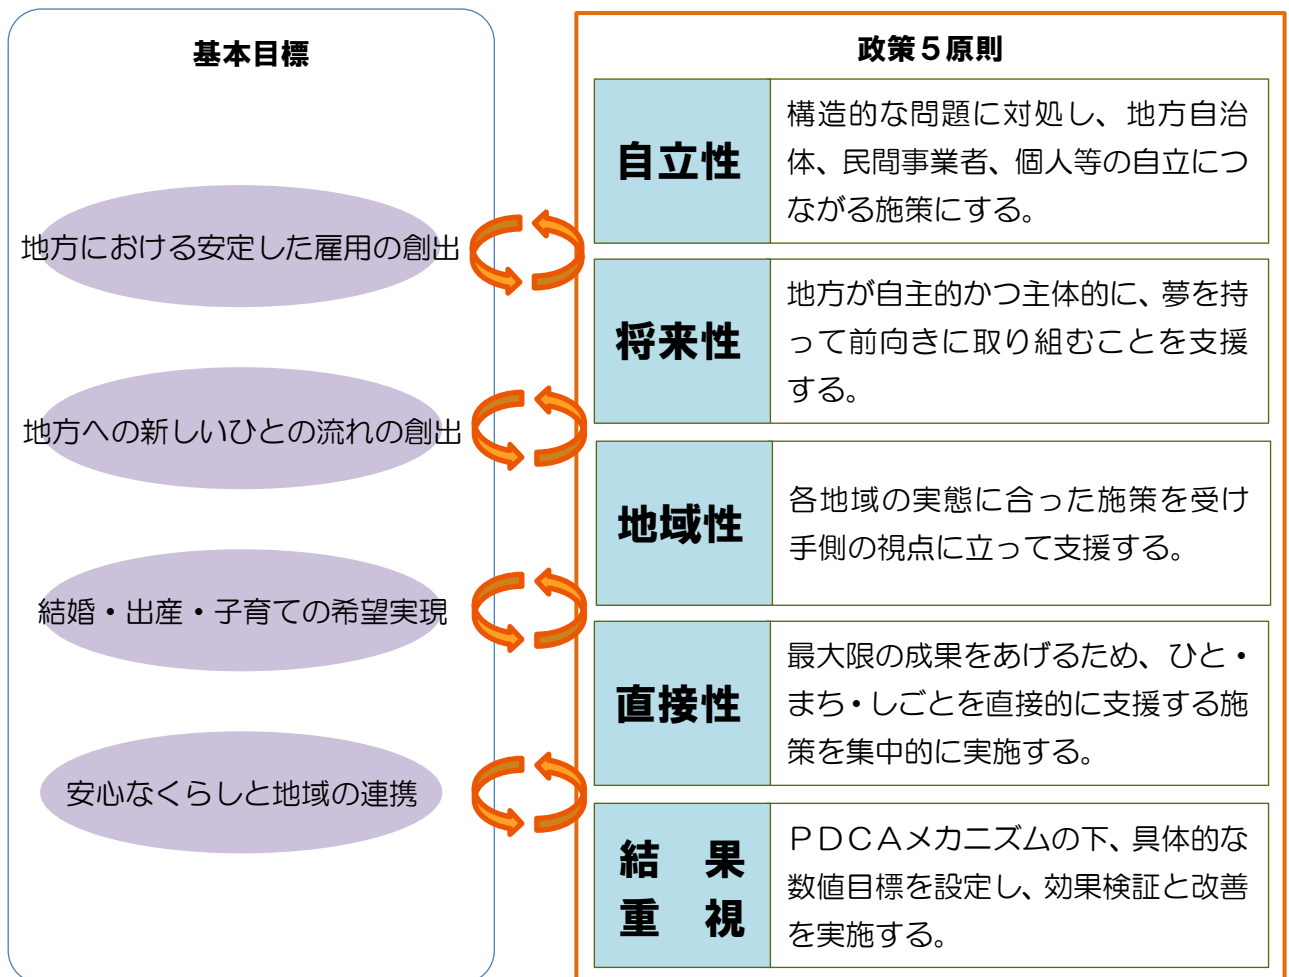 基本目標
地方における安定した雇用の創出
地方への新しいひとの流れの創出
結婚・出産・子育ての希望実現
安心なくらしと地域の連携
政策５原則
自立性
構造的な問題に対処し、地方自治
体、民間事業者、個人等の自立につ
ながる施策にする。
将来性
地方が自主的かつ主体的に、夢を持
って前向きに取り組むことを支援
する。
地域性
各地域の実態に合った施策を受け
手側の視点に立って支援する。
直接性
最大限の成果をあげるため、ひと・
まち・しごとを直接的に支援する施
策を集中的に実施する。
結　果
重　視
ＰＤＣＡメカニズムの下、具体的な
数値目標を設定し、効果検証と改善
を実施する。